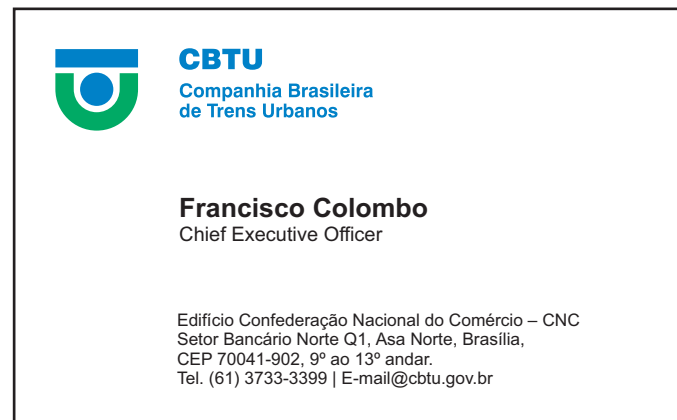 CBTU
Companhia Brasileira
de Trens Urbanos
Francisco Colombo
Chief Executive Officer
Edifício Confederação Nacional do Comércio – CNC
Setor Bancário Norte Q1, Asa Norte, Brasília,
CEP 70041-902, 9º ao 13º andar.
Tel. (61) 3733-3399 | E-mail@cbtu.gov.br